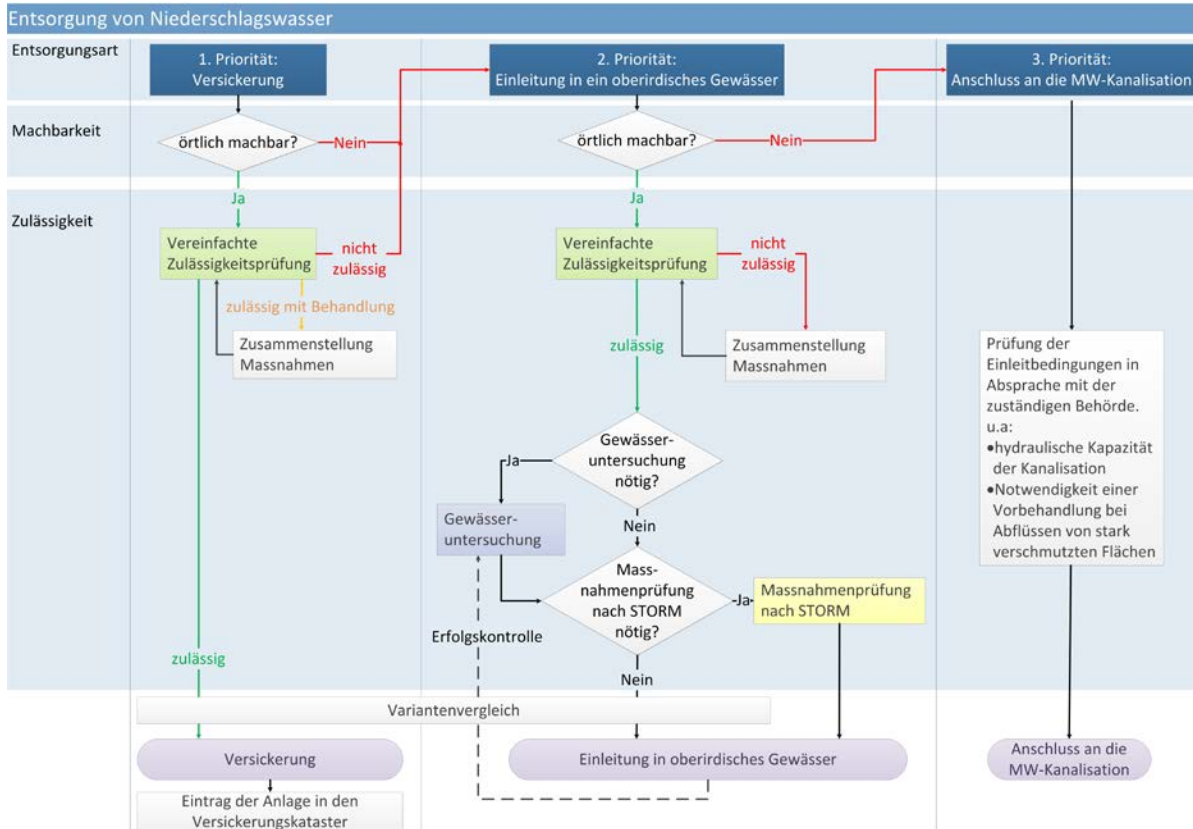 Entsorgung von Niederschlagswasser
Entsorgungsart
1. Priorität:
Versickerung
2. Priorität:
Einleitung in ein oberirdisches Gewässer
3. Priorität:
Anschluss an die MW-Kanalisation
Machbarkeit
örtlich machbar?
Nein
örtlich machbar?
Nein
Ja
Ja
Zulässigkeit
Vereinfachte
Zulässigkeitsprüfung
nicht
zulässig
zulässig mit Behandlung
Zusammenstellung
Massnahmen
Vereinfachte
Zulässigkeitsprüfung
nicht
zulässig
zulässig
Zusammenstellung
Massnahmen
Prüfung der
Einleitbedingungen in
Absprache mit der
zuständigen Behörde.
u.a:
•hydraulische Kapazität
der Kanalisation
•Notwendigkeit einer
Vorbehandlung bei
Abflüssen von stark
verschmutzten Flächen
Gewässer-
untersuchung
nötig?
Ja
Nein
Gewässer-
untersuchung
Mass-
nahmenprüfung
nach STORM
nötig?
Ja
Massnahmenprüfung
nach STORM
Erfolgskontrolle
zulässig
Nein
Variantenvergleich
Versickerung
Einleitung in oberirdisches Gewässer
Anschluss an die
MW-Kanalisation
Eintrag der Anlage in den
Versickerungskataster